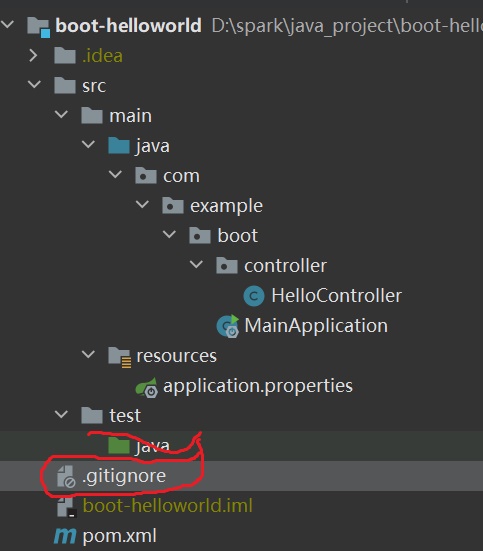 boot-helloworld D:\spark\java_project\boot-hell
.idea
src
main
java
com
example
boot
controller
HelloController
MainApplication
resources
application.properties
test
java
.gitignore
boot-helloworld.iml
pom.xml